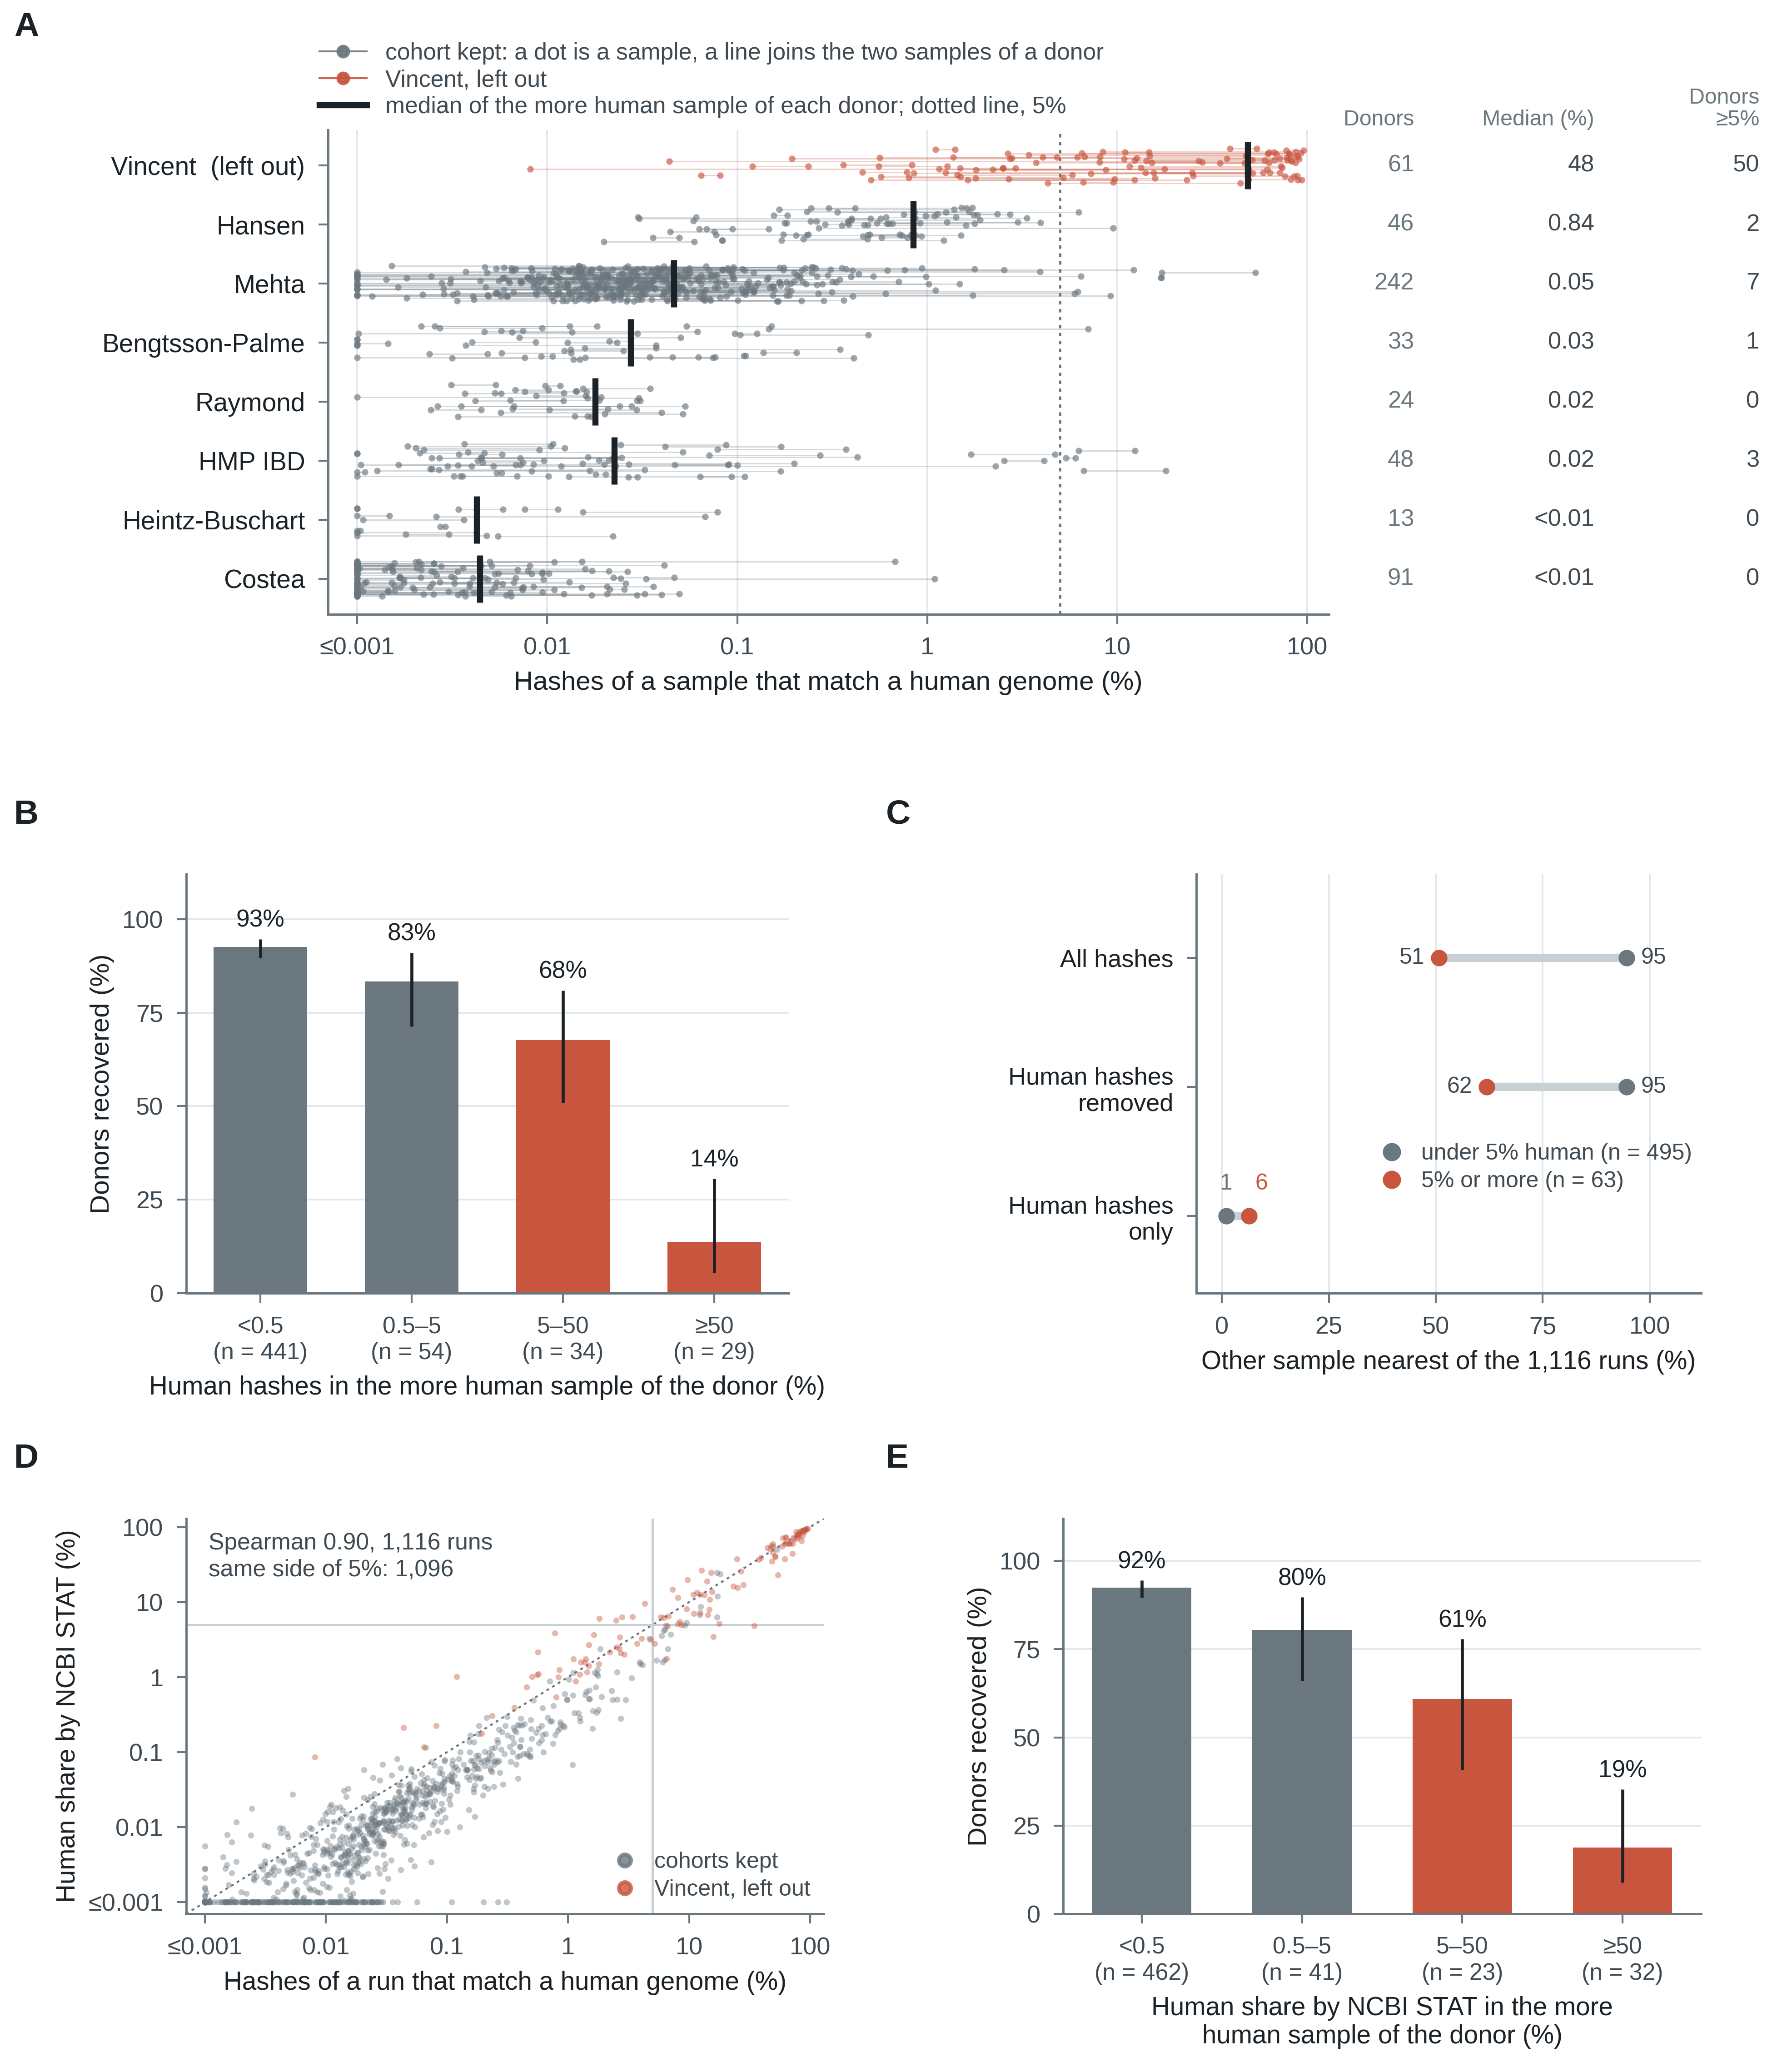 A
cohort kept: a dot is a sample, a line joins the two samples of a donor
Vincent, left out
median of the more human sample of each donor; dotted line, 5%
Donors Median (%) Donors
≥5%
Vincent (left out) 61 48 50
Hansen 46 0.84 2
Mehta 242 0.05 7
Bengtsson-Palme 33 0.03 1
Raymond 24 0.02 0
HMP IBD 48 0.02 3
Heintz-Buschart 13 <0.01 0
Costea 91 <0.01 0
≤0.001 0.01 0.1 1 10 100
Hashes of a sample that match a human genome (%)
B
Donors recovered (%)
100
75
50
25
0
93%
83%
68%
14%
<0.5 0.5–5 5–50 ≥50
(n = 441) (n = 54) (n = 34) (n = 29)
Human hashes in the more human sample of the donor (%)
C
All hashes
51 95
Human hashes
removed
62 95
under 5% human (n = 495)
5% or more (n = 63)
Human hashes
only
1 6
0 25 50 75 100
Other sample nearest of the 1,116 runs (%)
D
Human share by NCBI STAT (%)
100
10
1
0.1
0.01
≤0.001
Spearman 0.90, 1,116 runs
same side of 5%: 1,096
cohorts kept
Vincent, left out
≤0.001 0.01 0.1 1 10 100
Hashes of a run that match a human genome (%)
E
Donors recovered (%)
100
75
50
25
0
92%
80%
61%
19%
<0.5 0.5–5 5–50 ≥50
(n = 462) (n = 41) (n = 23) (n = 32)
Human share by NCBI STAT in the more
human sample of the donor (%)